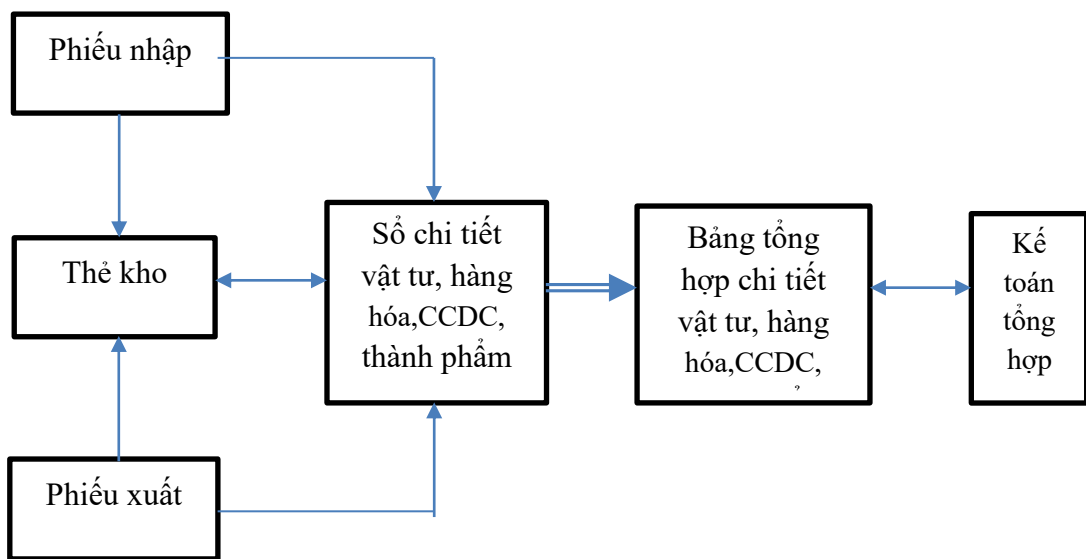 Phiếu nhập
Thẻ kho
Phiếu xuất
Sổ chi tiết
vật tư, hàng
hóa,CCDC,
thành phẩm
Bảng tổng
hợp chi tiết
vật tư, hàng
hóa,CCDC,
Kế
toán
tổng
hợp